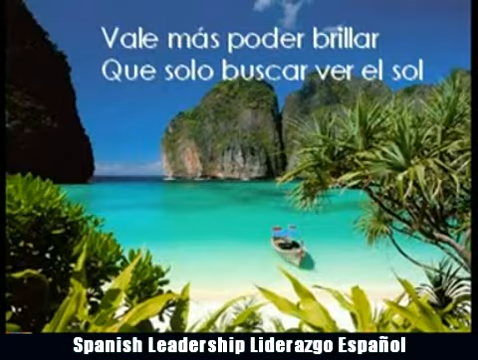 Vale más poder brillar
Que solo buscar ver el sol
Spanish Leadership Liderazgo Español